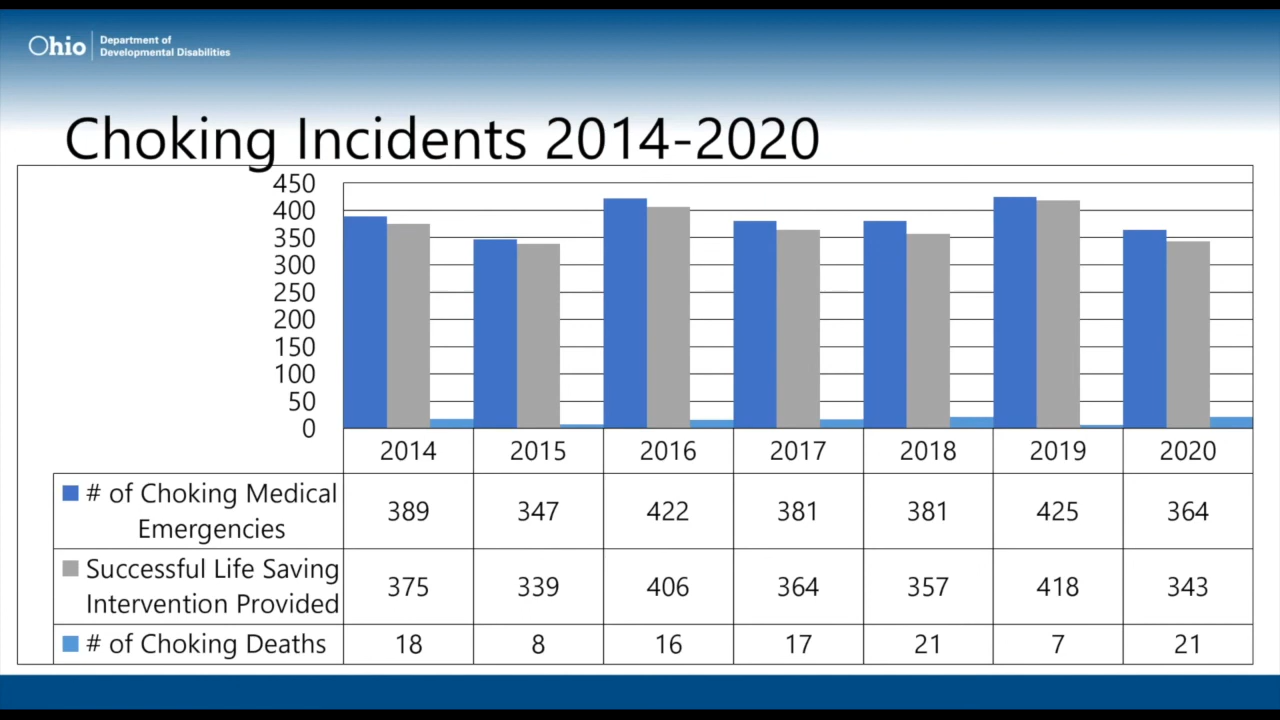 Ohio
Department of
Developmental Disabilities
Choking Incidents 2014-2020
450
400
350
300
250
200
150
100
50
0
2014 2015 2016 2017 2018 2019 2020
# of Choking Medical
Emergencies
389 347 422 381 381 425 364
Successful Life Saving
Intervention Provided
375 339 406 364 357 418 343
# of Choking Deaths 18 8 16 17 21 7 21